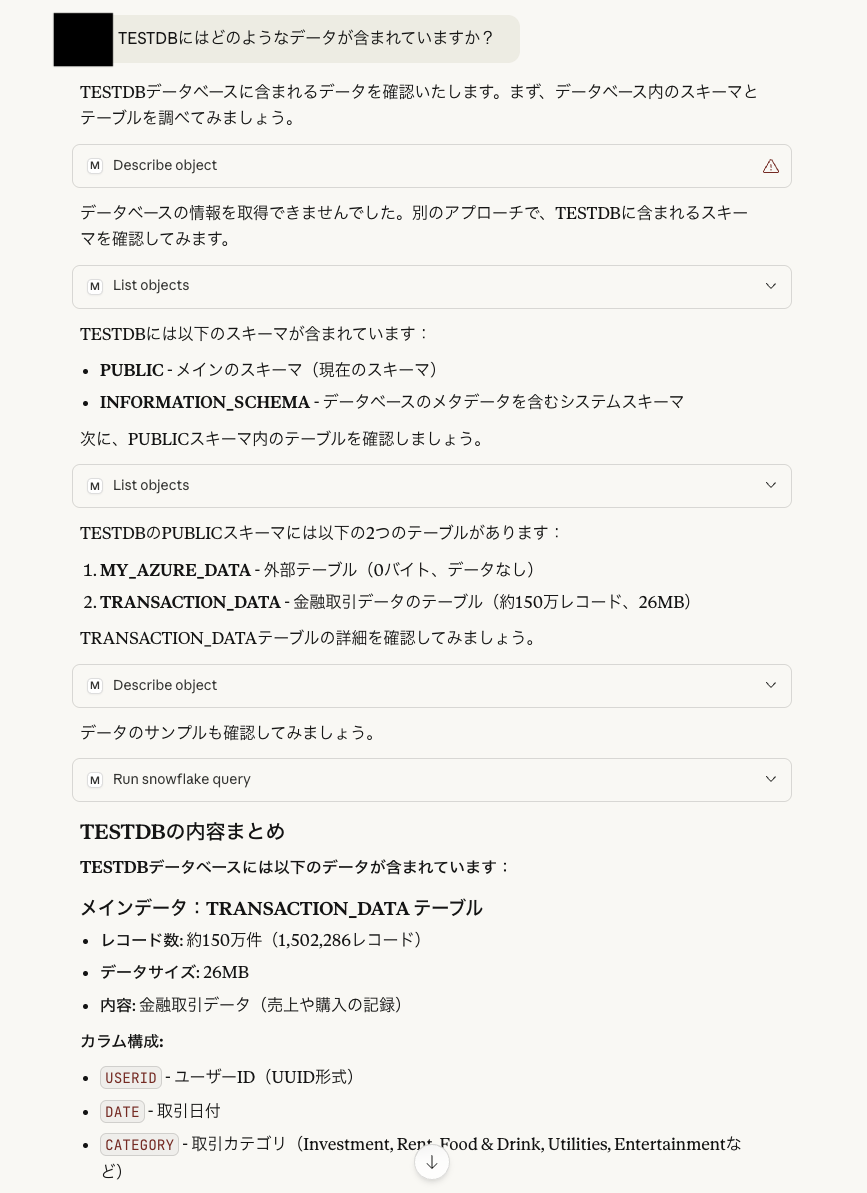 TESTDBにはどのようなデータが含まれていますか？
TESTDBデータベースに含まれるデータを確認いたします。まず、データベース内のスキーマと
テーブルを調べてみましょう。
M Describe object
データベースの情報を取得できませんでした。別のアプローチで、TESTDBに含まれるスキー
マを確認してみます。
M List objects
TESTDBには以下のスキーマが含まれています：
• PUBLIC - メインのスキーマ（現在のスキーマ）
• INFORMATION_SCHEMA - データベースのメタデータを含むシステムスキーマ
次に、PUBLICスキーマ内のテーブルを確認しましょう。
M List objects
TESTDBのPUBLICスキーマには以下の2つのテーブルがあります：
1. MY_AZURE_DATA - 外部テーブル（0バイト、データなし）
2. TRANSACTION_DATA - 金融取引データのテーブル（約150万レコード、26MB）
TRANSACTION_DATAテーブルの詳細を確認してみましょう。
M Describe object
データのサンプルも確認してみましょう。
M Run snowflake query
TESTDBの内容まとめ
TESTDBデータベースには以下のデータが含まれています：
メインデータ：TRANSACTION_DATA テーブル
• レコード数: 約150万件（1,502,286レコード）
• データサイズ: 26MB
• 内容: 金融取引データ（売上や購入の記録）
カラム構成:
• USERID - ユーザーID（UUID形式）
• DATE - 取引日付
• CATEGORY - 取引カテゴリ（Investment, Rent, Food & Drink, Utilities, Entertainmentな
ど）